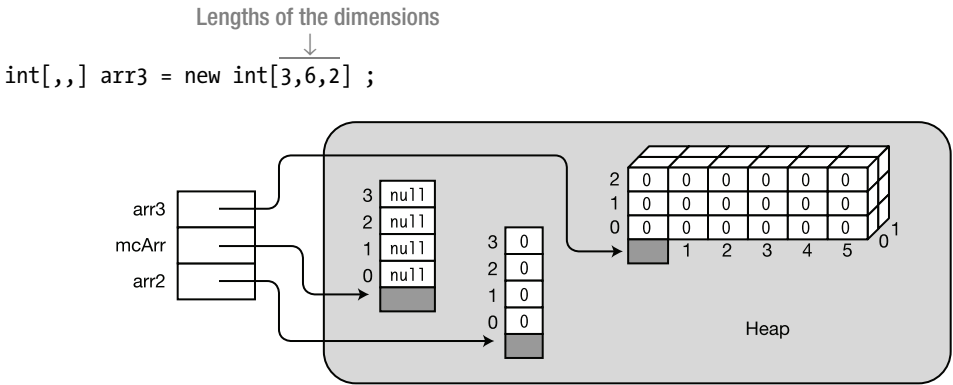 Lengths of the dimensions
int[,,] arr3 = new int[3,6,2] ;
arr3
mcArr
arr2
3 null
2 null
1 null
0 null
3 0
2 0
1 0
0 0
2 0 0 0 0 0 0
1 0 0 0 0 0 0
0 0 0 0 0 0 0
1 2 3 4 5 0 1
Heap